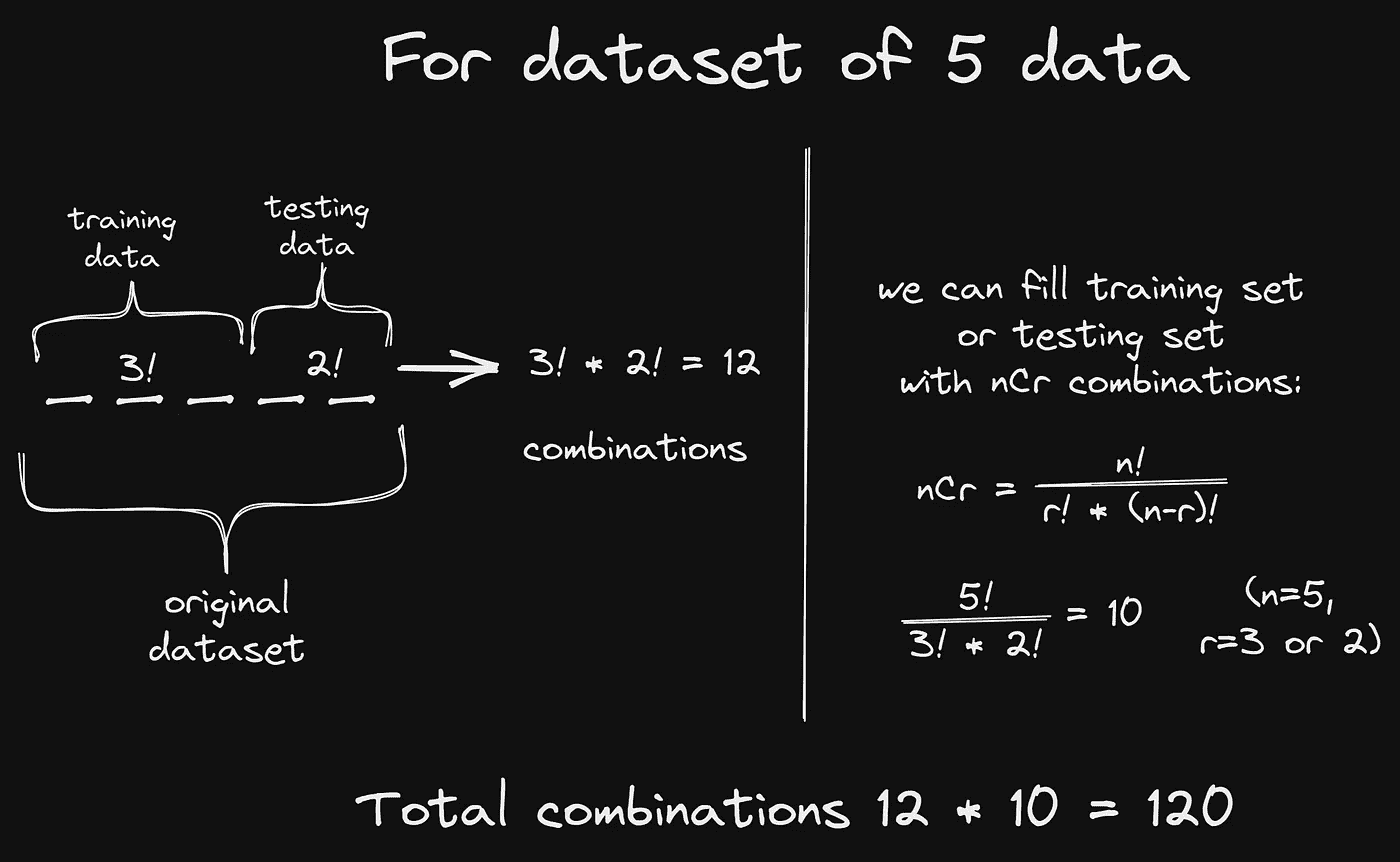 For dataset of 5 data
training
data
testing
data
3!
2!
3! * 2! = 12
combinations
original
dataset
we can fill training set
or testing set
with nCr combinations:
nCr = n! / r! * (n-r)!
5! / 3! * 2! = 10
(n=5,
r=3 or 2)
Total combinations 12 * 10 = 120